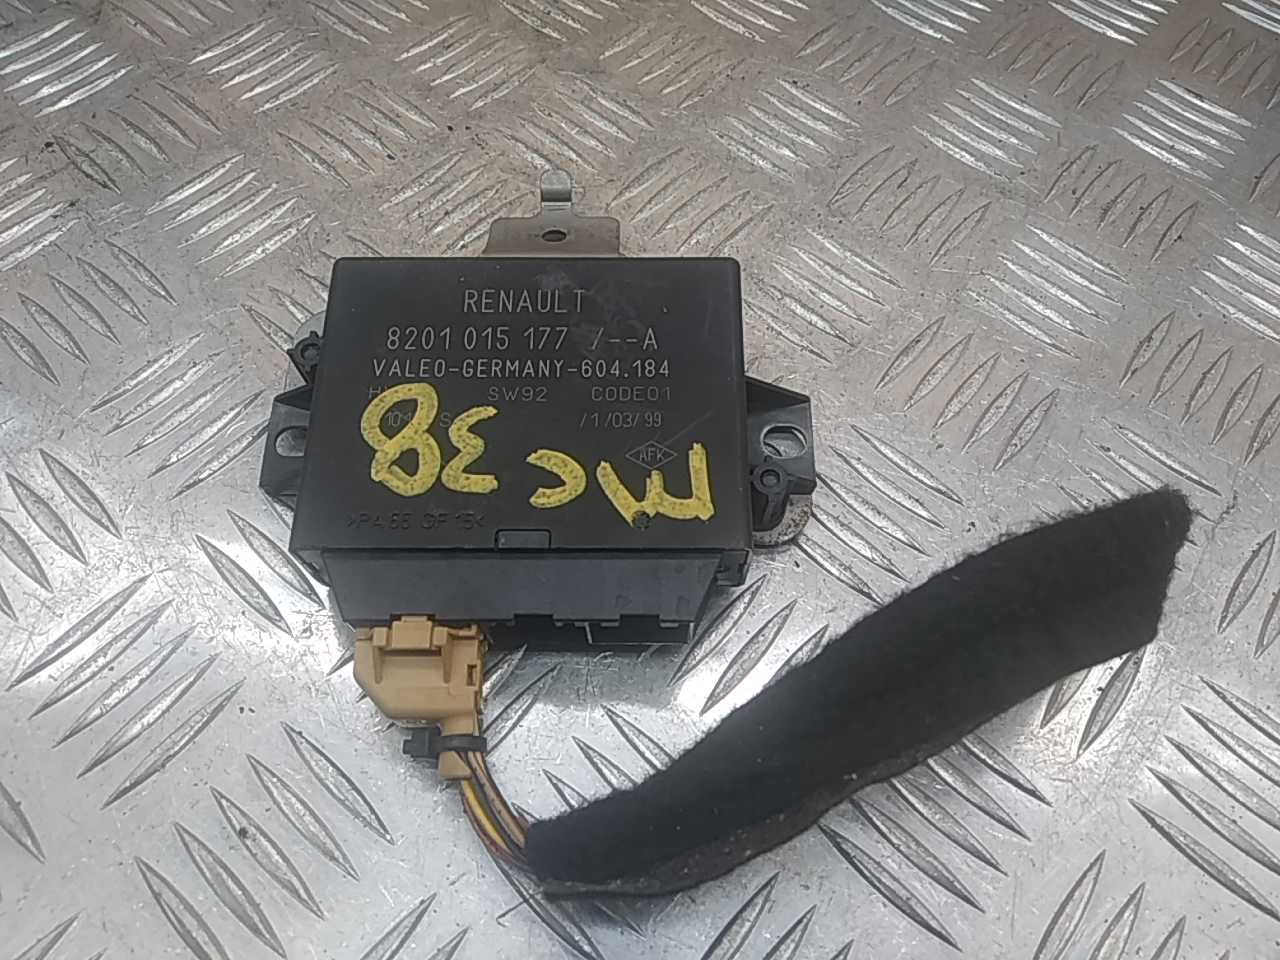 RENAULT
8201 015 177 /--A
VALEO-GERMANY-604.184
SW92 CODE01
/1/03/99
AFK
>PA66 GF15<
38
MC